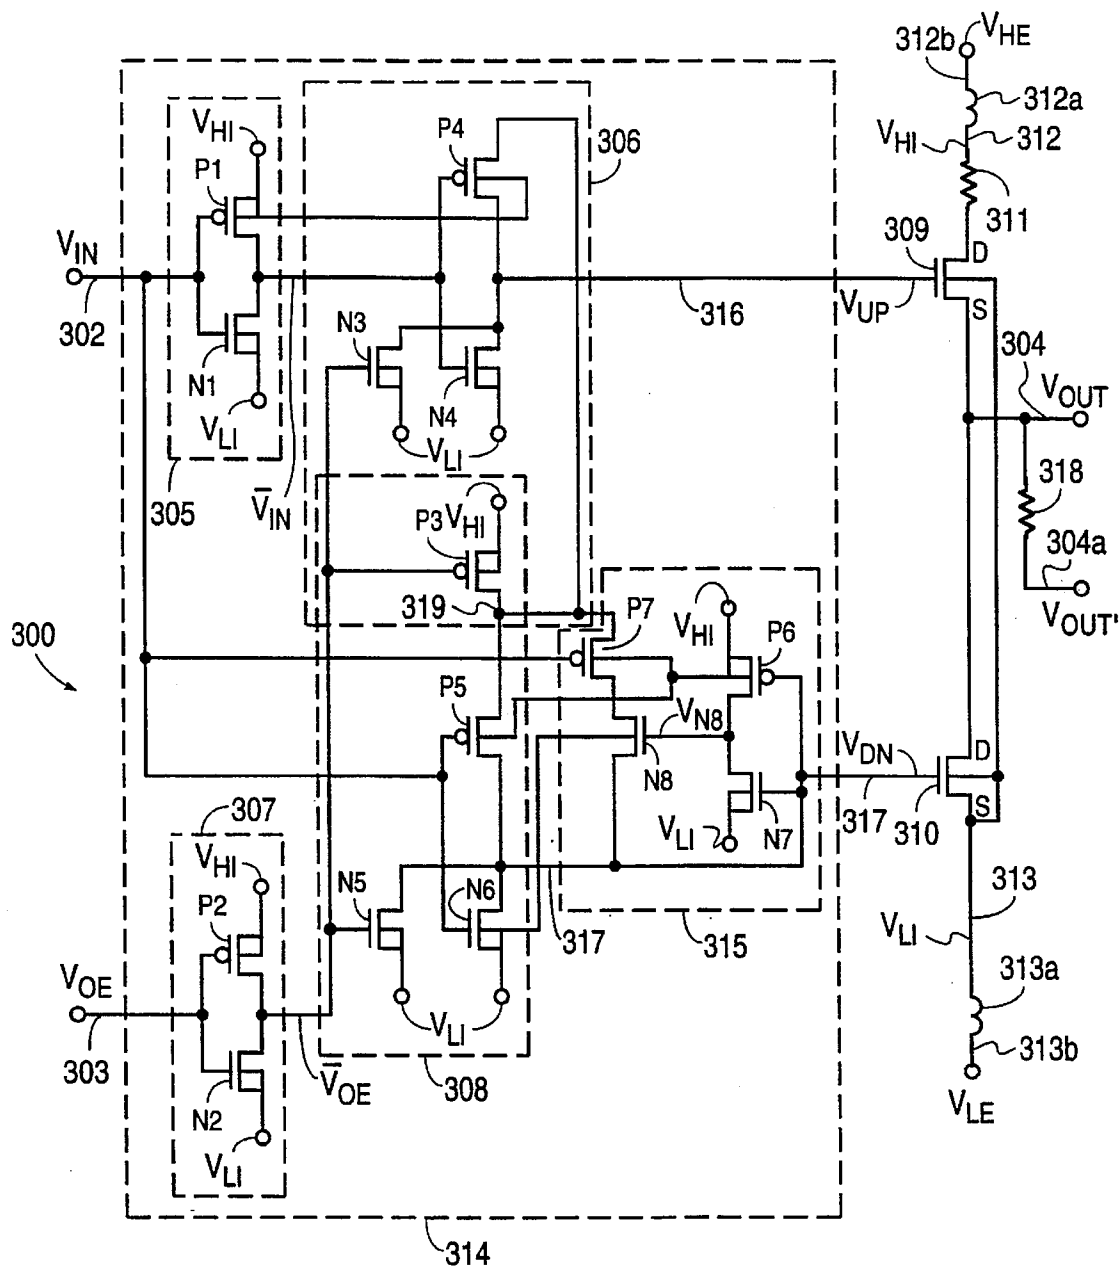 312b
V_HE
312a
V_HI
312
306
V_HI
P4
P1
311
309
D
V_IN
S
V_UP
316
302
N3
304
V_OUT
N1
N4
V_LI
V_LI
318
305
V̅_IN
304a
P3
V_HI
V_OUT'
319
P7
V_HI
P6
300
P5
V_N8
V_DN
D
N8
317
310
S
307
V_LI
N7
V_HI
N5
N6
313
P2
317
315
V_LI
V_OE
313a
V_LI
303
V̅_OE
308
313b
N2
V_LE
V_LI
314